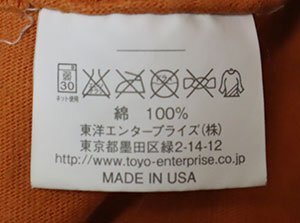 弱
30
ネット使用
綿 100%
東洋エンタープライズ(株)
東京都墨田区緑2-14-12
http://www.toyo-enterprise.co.jp
MADE IN USA